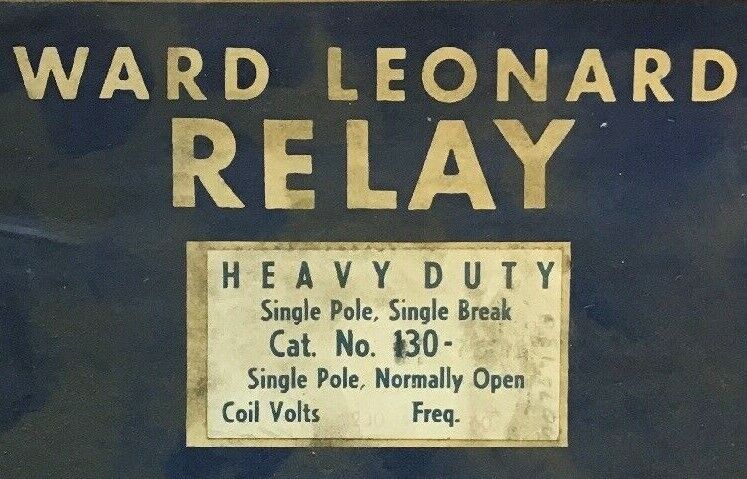 WARD LEONARD
RELAY
HEAVY DUTY
Single Pole, Single Break
Cat. No. 130-
Single Pole, Normally Open
Coil Volts Freq.